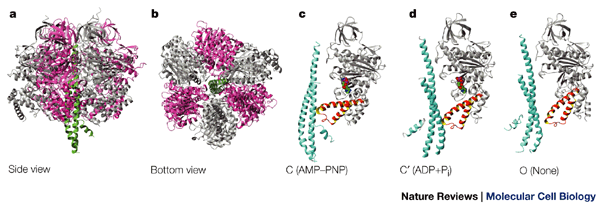 a b c d e
Side view Bottom view C (AMP–PNP) C′ (ADP+Pi) O (None)
Nature Reviews | Molecular Cell Biology